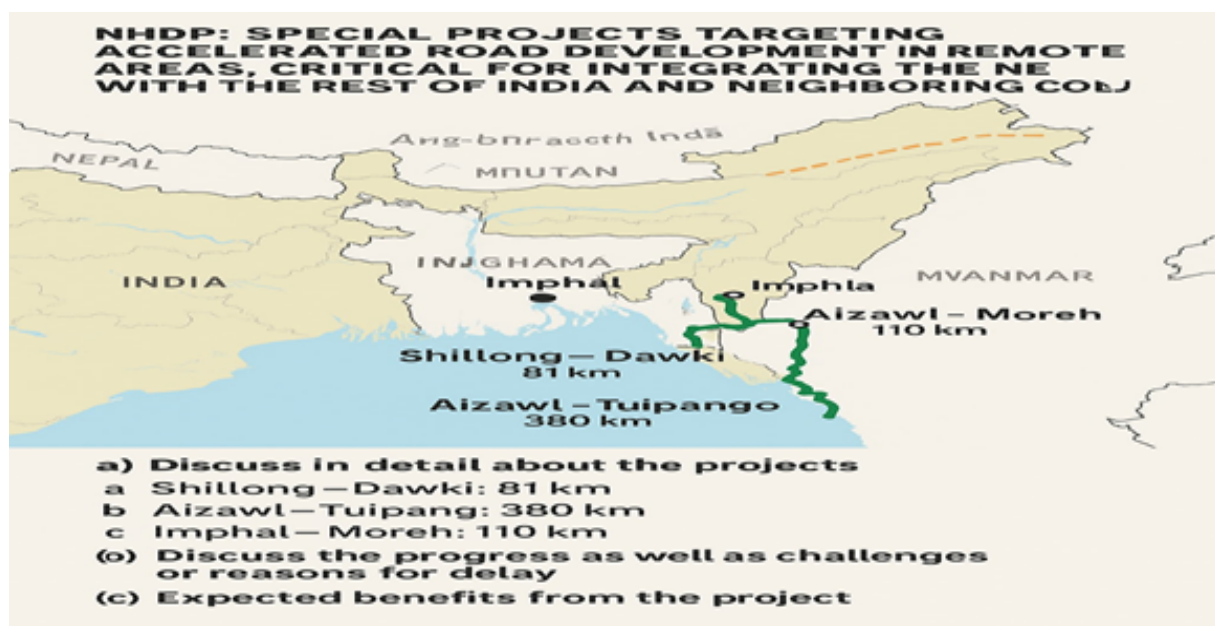 NHDP: SPECIAL PROJECTS TARGETING
ACCELERATED ROAD DEVELOPMENT IN REMOTE
AREAS, CRITICAL FOR INTEGRATING THE NE
WITH THE REST OF INDIA AND NEIGHBORING
NEPAL
Indā
MNUTAN
INDIA
INJGHAMA
Imphal
MVANMAR
Imphla
Aizawl – Moreh
110 km
Shillong – Dawki
81 km
Aizawl – Tuipango
380 km
a) Discuss in detail about the projects
a Shillong–Dawki: 81 km
b Aizawl–Tuipang: 380 km
c Imphal–Moreh: 110 km
(o) Discuss the progress as well as challenges
or reasons for delay
(c) Expected benefits from the project